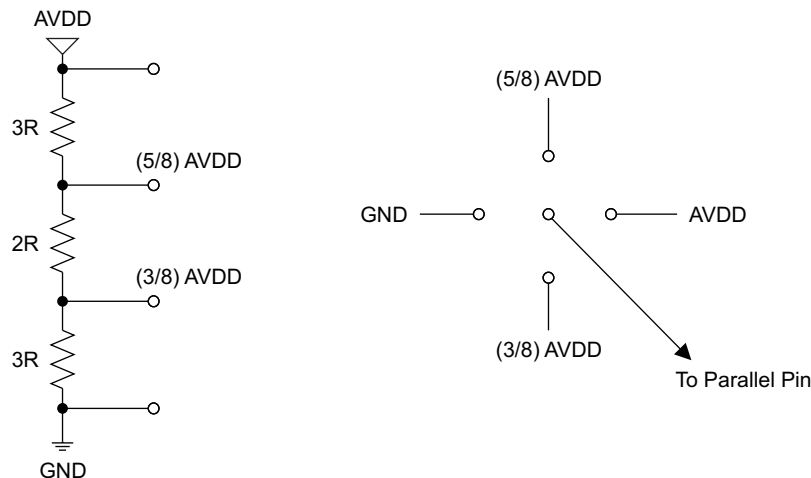 AVDD
3R
(5/8) AVDD
2R
(3/8) AVDD
3R
GND
(5/8) AVDD
GND
AVDD
(3/8) AVDD
To Parallel Pin